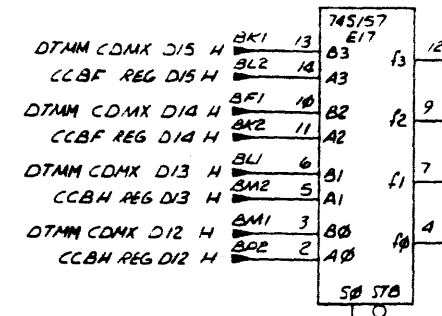 74S157
E17
DTMM CDMX D15 H BK1 13 B3 f3 12
CCBF REG D15 H BL2 14 A3
DTMM CDMX D14 H BF1 10 B2 f2 9
CCBF REG D14 H BK2 11 A2
DTMM CDMX D13 H BL1 6 B1 f1 7
CCBH REG D13 H BM2 5 A1
DTMM CDMX D12 H BM1 3 BØ fØ 4
CCBH REG D12 H 2 AØ
SØ STB